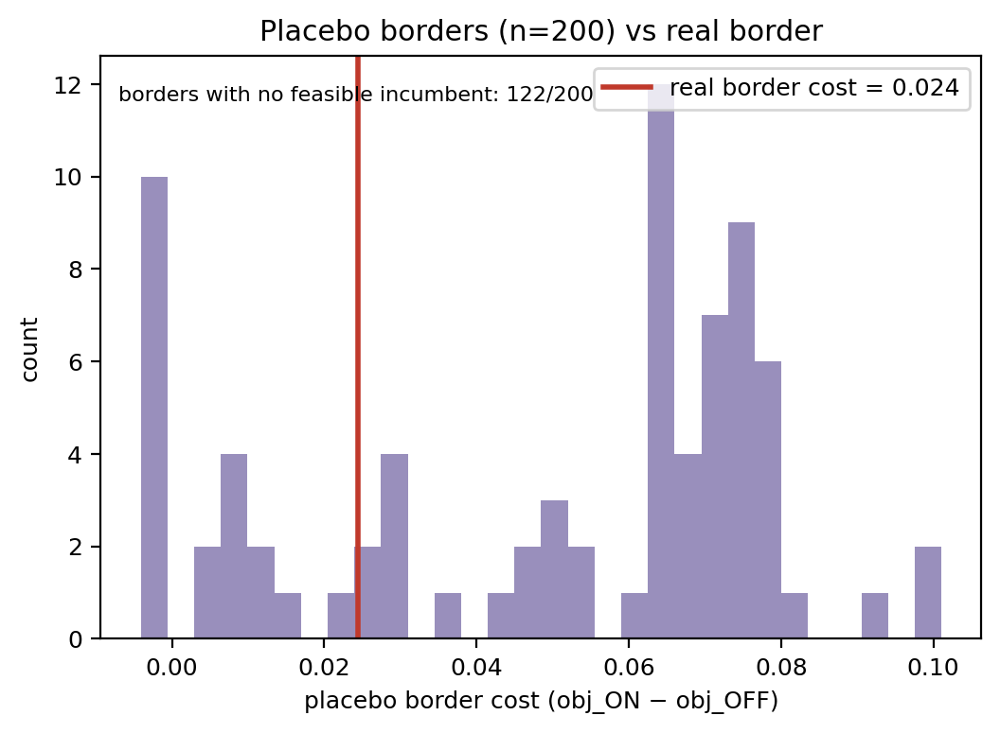 Placebo borders (n=200) vs real border
borders with no feasible incumbent: 122/200
real border cost = 0.024
count
12
10
8
6
4
2
0
0.00 0.02 0.04 0.06 0.08 0.10
placebo border cost (obj_ON − obj_OFF)